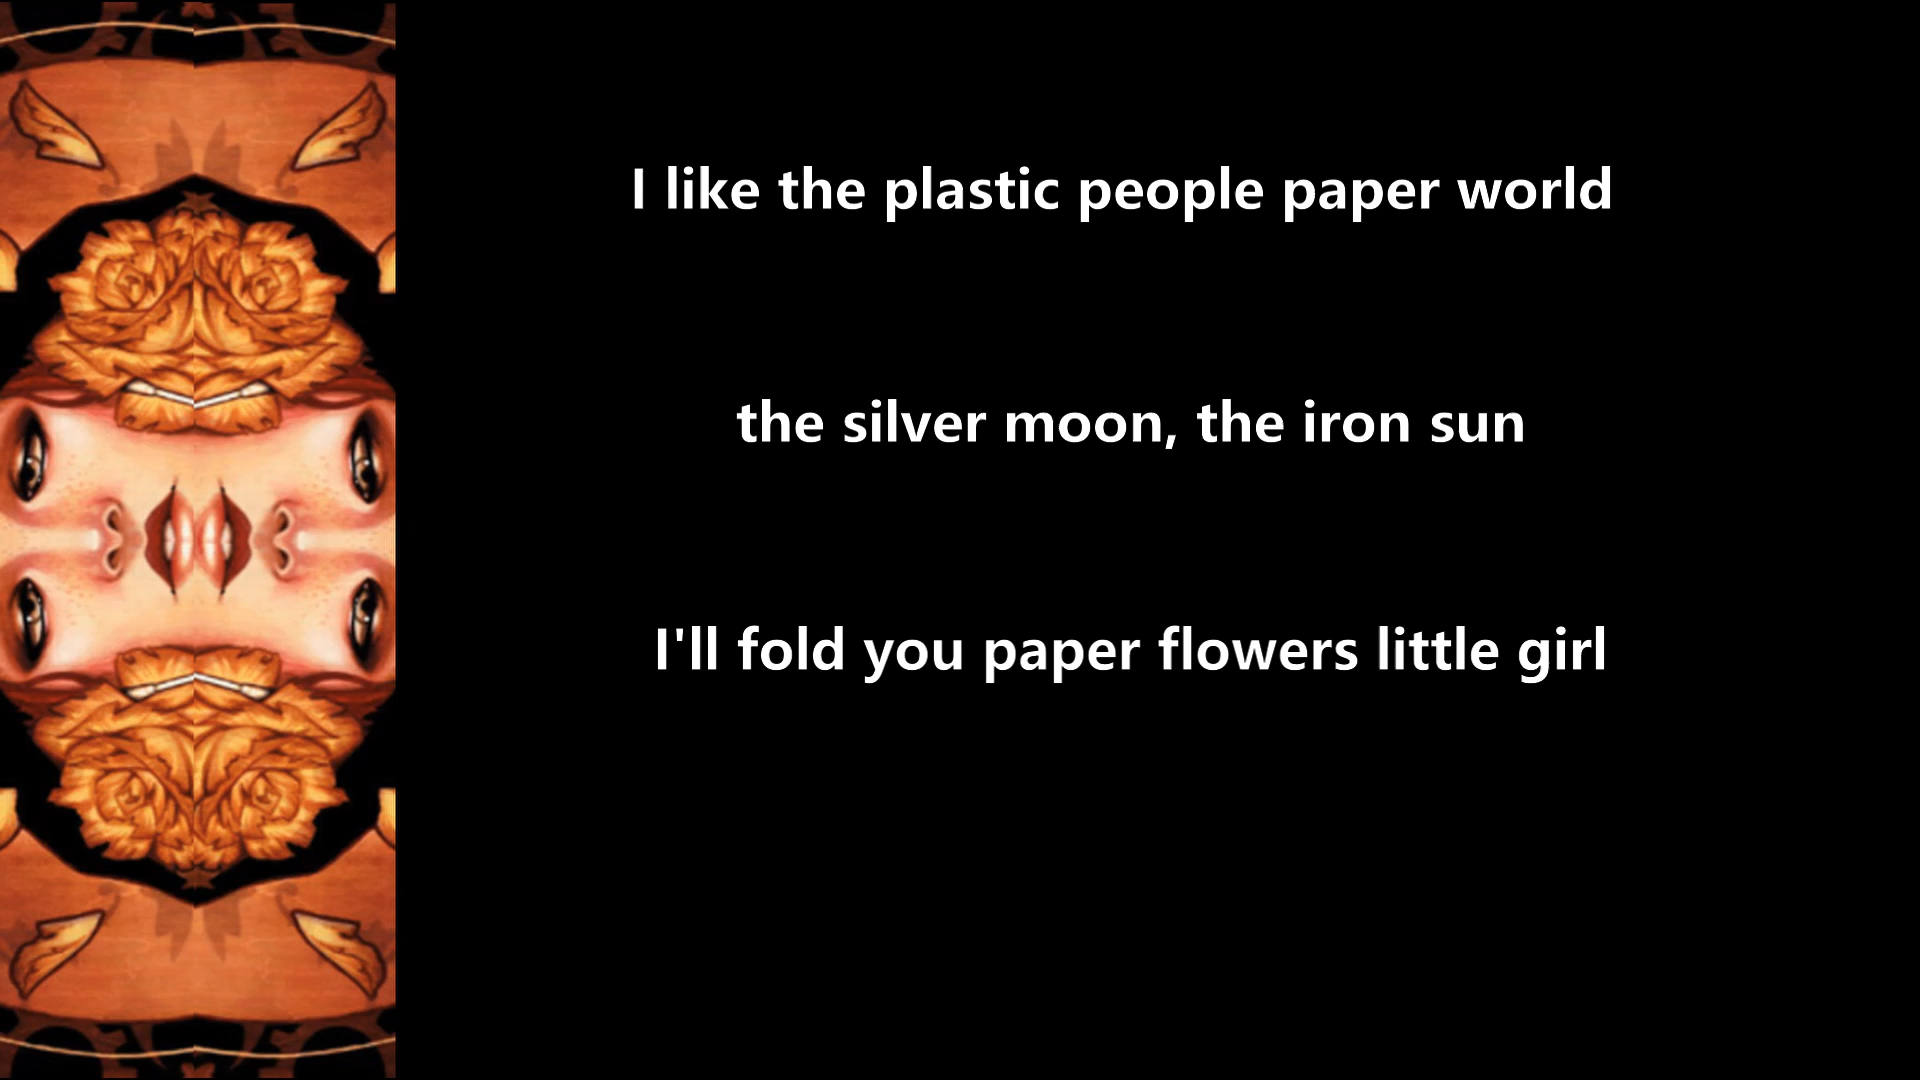 I like the plastic people paper world
the silver moon, the iron sun
I'll fold you paper flowers little girl